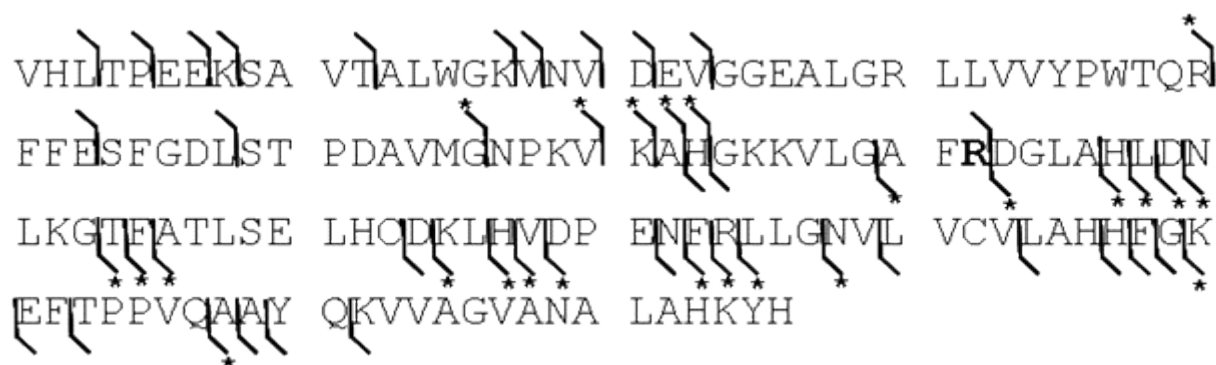 VHLTPEEKSA VTALWGKVNV DEVGGEALGR LLVVYPWTQR
FFESFGDLST PDAVMGNPKV KAHGKKVLGA FRDGLAHLDN
LKGTFATLSE LHCDKLHVDP ENFRLLGNVL VCVLAHHFGK
EFTPPVQAAY QKVVAGVANA LAHKYH